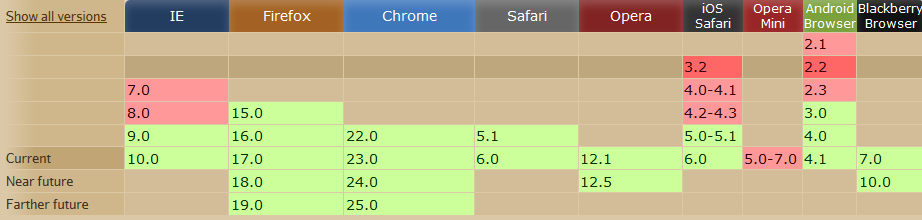 Show all versions IE Firefox Chrome Safari Opera iOS Safari Opera Mini Android Browser Blackberry Browser
2.1
3.2 2.2
7.0 4.0-4.1 2.3
8.0 15.0 4.2-4.3 3.0
9.0 16.0 22.0 5.1 5.0-5.1 4.0
Current 10.0 17.0 23.0 6.0 12.1 6.0 5.0-7.0 4.1 7.0
Near future 18.0 24.0 12.5 10.0
Farther future 19.0 25.0